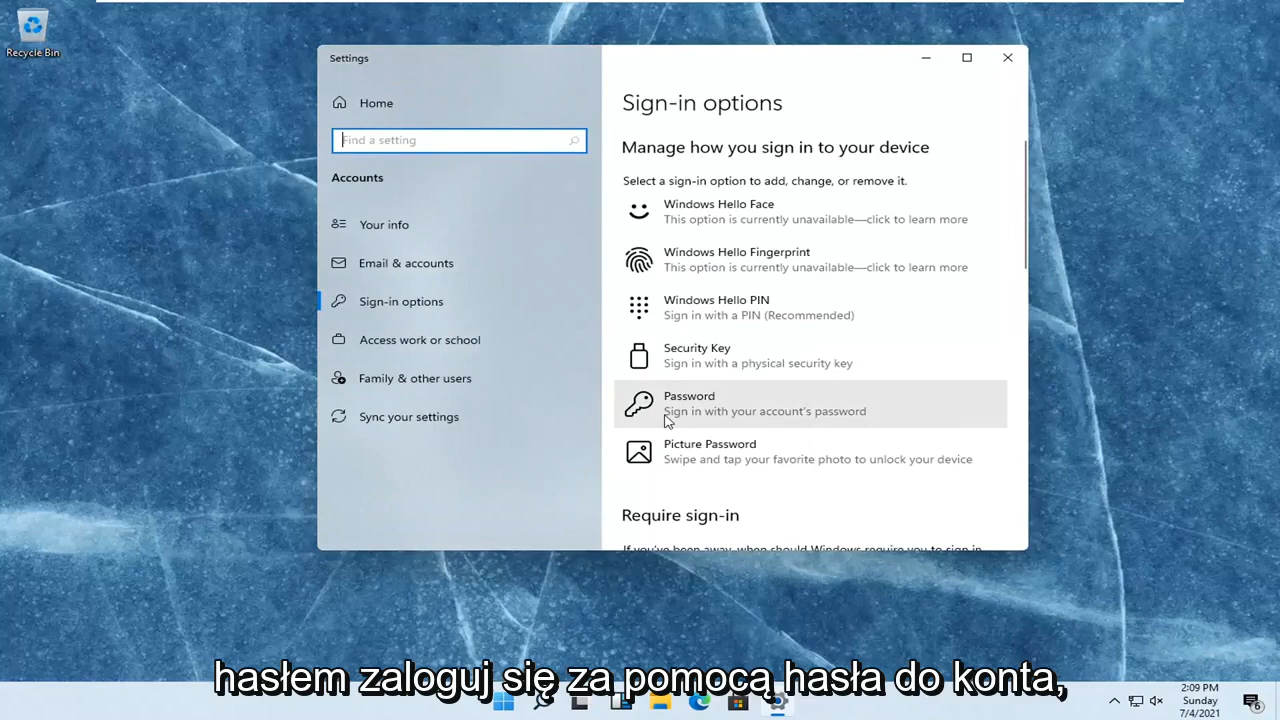 Recycle Bin
Settings
Home
Find a setting
Accounts
Your info
Email & accounts
Sign-in options
Access work or school
Family & other users
Sync your settings
Sign-in options
Manage how you sign in to your device
Select a sign-in option to add, change, or remove it.
Windows Hello Face
This option is currently unavailable—click to learn more
Windows Hello Fingerprint
This option is currently unavailable—click to learn more
Windows Hello PIN
Sign in with a PIN (Recommended)
Security Key
Sign in with a physical security key
Password
Sign in with your account's password
Picture Password
Swipe and tap your favorite photo to unlock your device
Require sign-in
If you've been away, when should Windows require you to sign in
hasłem zaloguj się za pomocą hasła do konta,
2:09 PM
Sunday
7/4/2021
6